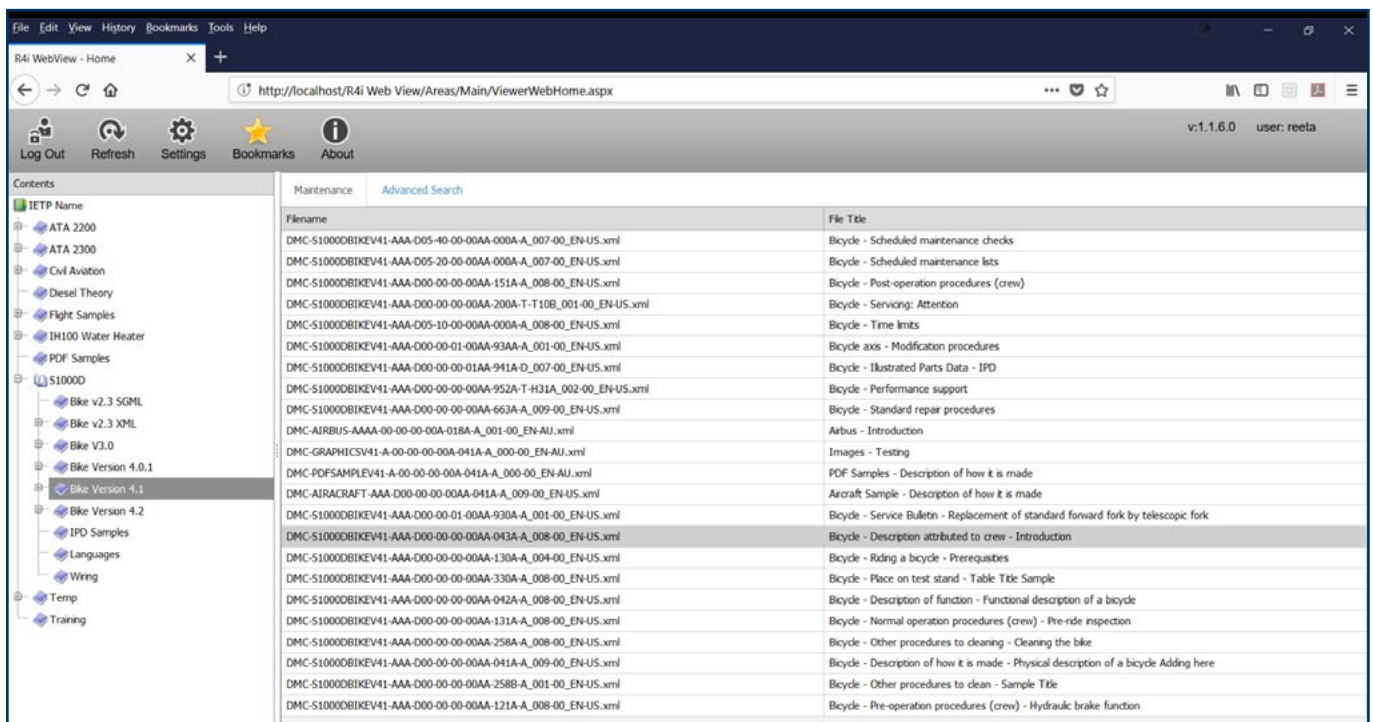 File Edit View History Bookmarks Tools Help
R4i WebView - Home
http://localhost/R4i Web View/Areas/Main/ViewerWebHome.aspx
v:1.1.6.0 user: reeta
Log Out Refresh Settings Bookmarks About
Contents
IETP Name
ATA 2200
ATA 2300
Civil Aviation
Diesel Theory
Flight Samples
IH100 Water Heater
PDF Samples
S1000D
Bike v2.3 SGML
Bike v2.3 XML
Bike V3.0
Bike Version 4.0.1
Bike Version 4.1
Bike Version 4.2
IPD Samples
Languages
Wiring
Temp
Training
Maintenance Advanced Search
Filename File Title
DMC-S1000DBIKEV41-AAA-D05-40-00-00AA-000A-A_007-00_EN-US.xml Bicycle - Scheduled maintenance checks
DMC-S1000DBIKEV41-AAA-D05-20-00-00AA-000A-A_007-00_EN-US.xml Bicycle - Scheduled maintenance lists
DMC-S1000DBIKEV41-AAA-D00-00-00-00AA-151A-A_008-00_EN-US.xml Bicycle - Post-operation procedures (crew)
DMC-S1000DBIKEV41-AAA-D00-00-00-00AA-200A-T-T10B_001-00_EN-US.xml Bicycle - Servicing: Attention
DMC-S1000DBIKEV41-AAA-D05-10-00-00AA-000A-A_008-00_EN-US.xml Bicycle - Time limits
DMC-S1000DBIKEV41-AAA-D00-00-01-00AA-93AA-A_001-00_EN-US.xml Bicycle axis - Modification procedures
DMC-S1000DBIKEV41-AAA-D00-00-00-01AA-941A-D_007-00_EN-US.xml Bicycle - Illustrated Parts Data - IPD
DMC-S1000DBIKEV41-AAA-D00-00-00-00AA-952A-T-H31A_002-00_EN-US.xml Bicycle - Performance support
DMC-S1000DBIKEV41-AAA-D00-00-00-00AA-663A-A_009-00_EN-US.xml Bicycle - Standard repair procedures
DMC-AIRBUS-AAAA-00-00-00-00A-018A-A_001-00_EN-AU.xml Airbus - Introduction
DMC-GRAPHICSV41-A-00-00-00-00A-041A-A_000-00_EN-AU.xml Images - Testing
DMC-PDFSAMPLEV41-A-00-00-00-00A-041A-A_000-00_EN-AU.xml PDF Samples - Description of how it is made
DMC-AIRACRAFT-AAA-D00-00-00-00AA-041A-A_009-00_EN-US.xml Aircraft Sample - Description of how it is made
DMC-S1000DBIKEV41-AAA-D00-00-01-00AA-930A-A_001-00_EN-US.xml Bicycle - Service Bulletin - Replacement of standard forward fork by telescopic fork
DMC-S1000DBIKEV41-AAA-D00-00-00-00AA-043A-A_008-00_EN-US.xml Bicycle - Description attributed to crew - Introduction
DMC-S1000DBIKEV41-AAA-D00-00-00-00AA-130A-A_004-00_EN-US.xml Bicycle - Riding a bicycle - Prerequisities
DMC-S1000DBIKEV41-AAA-D00-00-00-00AA-330A-A_008-00_EN-US.xml Bicycle - Place on test stand - Table Title Sample
DMC-S1000DBIKEV41-AAA-D00-00-00-00AA-042A-A_008-00_EN-US.xml Bicycle - Description of function - Functional description of a bicycle
DMC-S1000DBIKEV41-AAA-D00-00-00-00AA-131A-A_008-00_EN-US.xml Bicycle - Normal operation procedures (crew) - Pre-ride inspection
DMC-S1000DBIKEV41-AAA-D00-00-00-00AA-258A-A_008-00_EN-US.xml Bicycle - Other procedures to cleaning - Cleaning the bike
DMC-S1000DBIKEV41-AAA-D00-00-00-00AA-041A-A_009-00_EN-US.xml Bicycle - Description of how it is made - Physical description of a bicycle Adding here
DMC-S1000DBIKEV41-AAA-D00-00-00-00AA-258B-A_001-00_EN-US.xml Bicycle - Other procedures to clean - Sample Title
DMC-S1000DBIKEV41-AAA-D00-00-00-00AA-121A-A_008-00_EN-US.xml Bicycle - Pre-operation procedures (crew) - Hydraulic brake function